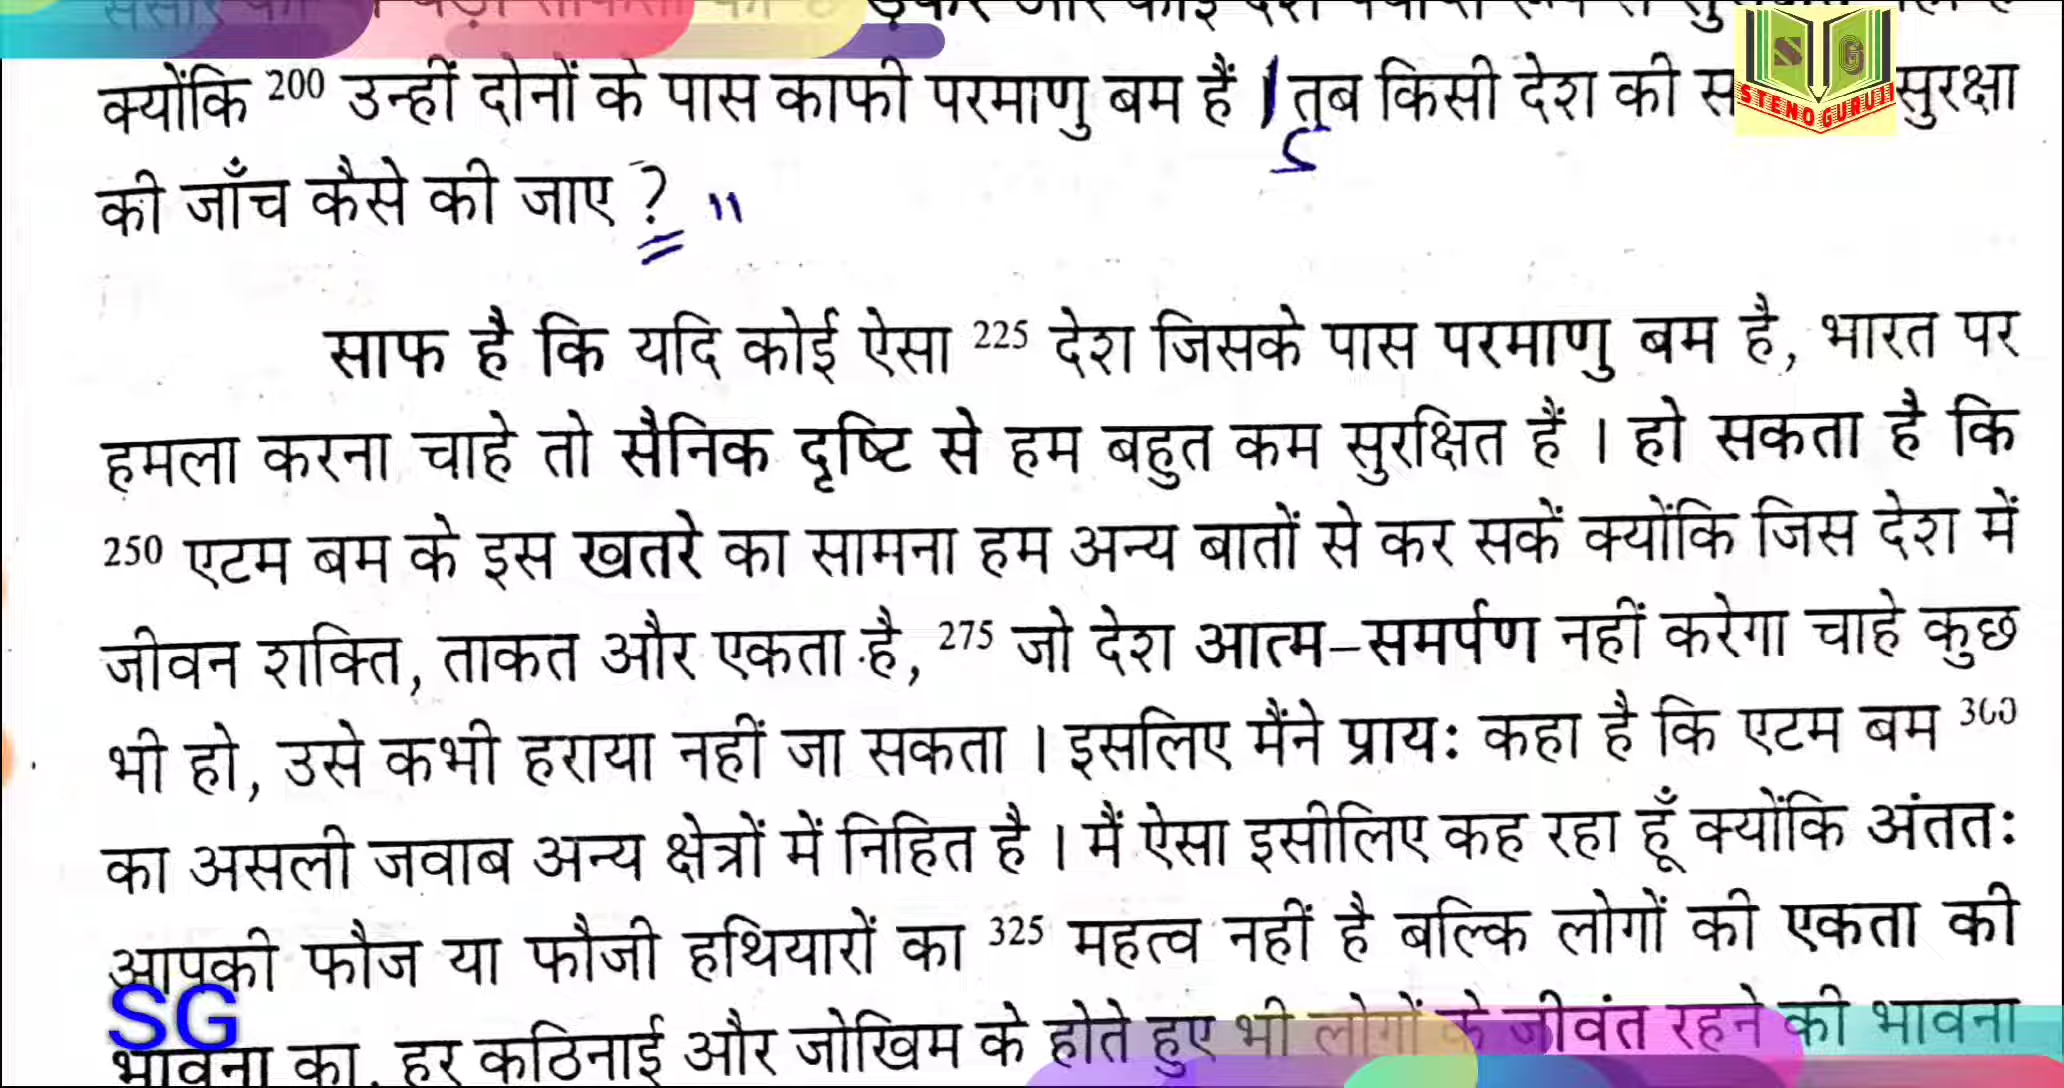 क्योंकि 200 उन्हीं दोनों के पास काफी परमाणु बम हैं । तब किसी देश की स सुरक्षा
की जाँच कैसे की जाए ? "
साफ है कि यदि कोई ऐसा 225 देश जिसके पास परमाणु बम है, भारत पर
हमला करना चाहे तो सैनिक दृष्टि से हम बहुत कम सुरक्षित हैं । हो सकता है कि
250 एटम बम के इस खतरे का सामना हम अन्य बातों से कर सकें क्योंकि जिस देश में
जीवन शक्ति, ताकत और एकता है, 275 जो देश आत्म-समर्पण नहीं करेगा चाहे कुछ
भी हो, उसे कभी हराया नहीं जा सकता । इसलिए मैंने प्रायः कहा है कि एटम बम 300
का असली जवाब अन्य क्षेत्रों में निहित है । मैं ऐसा इसीलिए कह रहा हूँ क्योंकि अंततः
आपकी फौज या फौजी हथियारों का 325 महत्व नहीं है बल्कि लोगों की एकता की
भावना का, हर कठिनाई और जोखिम के होते हुए भी लोगों के जीवंत रहने की भावना
SG
STENO GURUJI